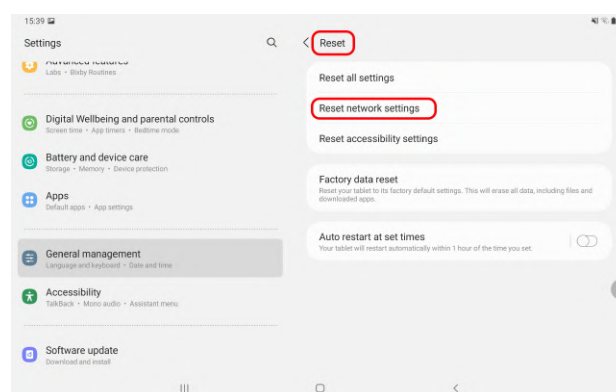 15:39
Settings
Advanced features
Labs • Bixby Routines
Digital Wellbeing and parental controls
Screen time • App timers • Bedtime mode
Battery and device care
Storage • Memory • Device protection
Apps
Default apps • App settings
General management
Language and keyboard • Date and time
Accessibility
TalkBack • Mono audio • Assistant menu
Software update
Download and install
Reset
Reset all settings
Reset network settings
Reset accessibility settings
Factory data reset
Reset your tablet to its factory default settings. This will erase all data, including files and
downloaded apps.
Auto restart at set times
Your tablet will restart automatically within 1 hour of the time you set.